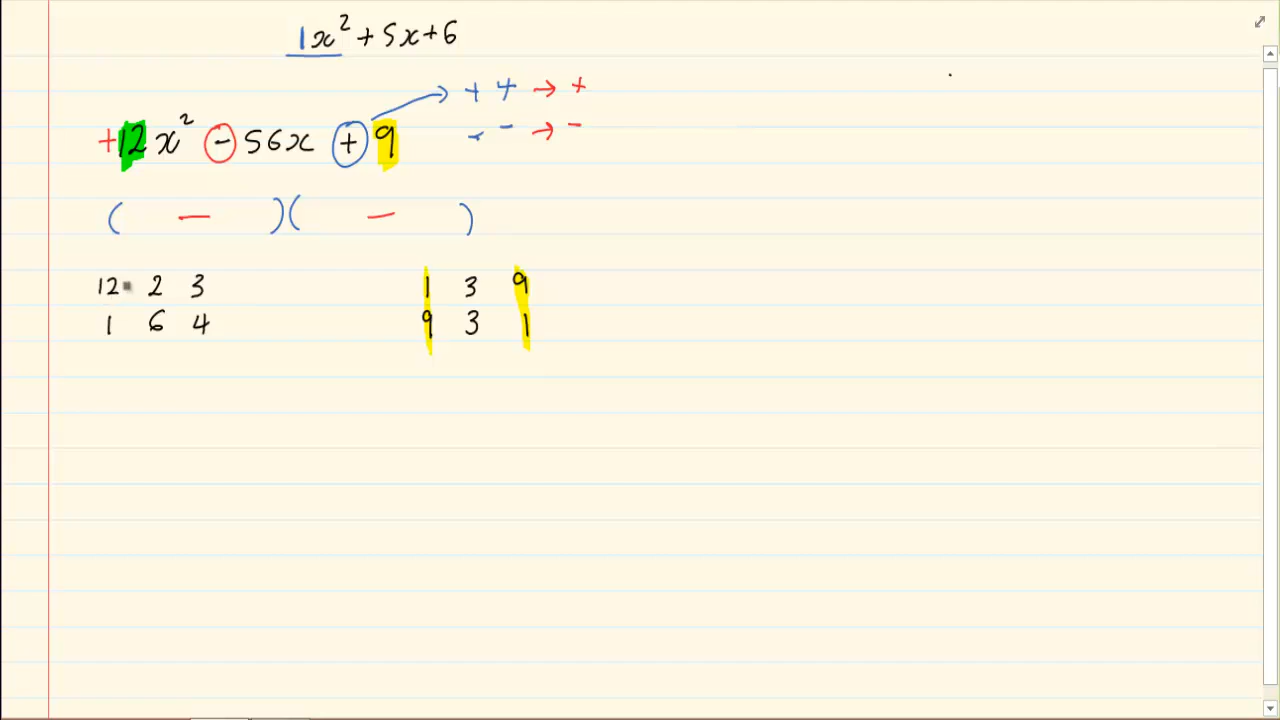 1x² + 5x + 6
+ 4 → +
+12x² - 56x + 9
- - → -
( - )( - )
12 2 3 1 3 9
1 6 4 9 3 1